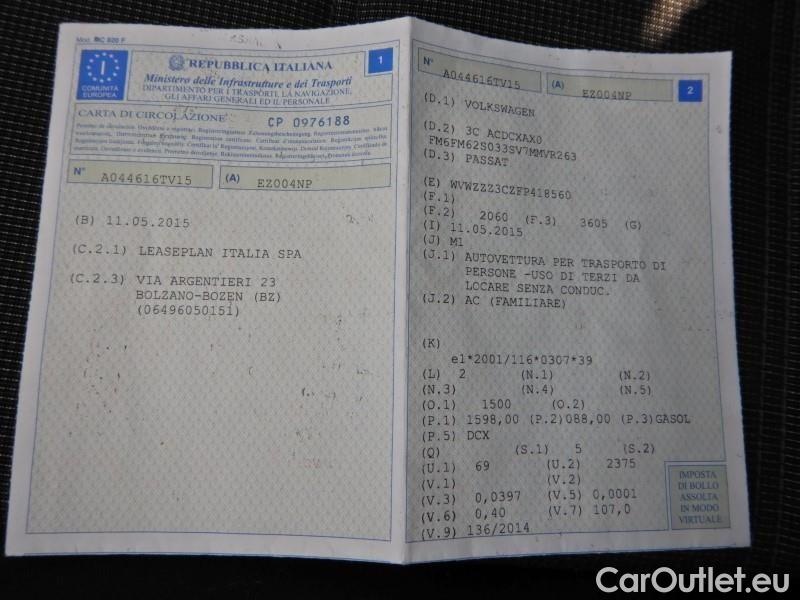 Mod. MC 820 F
I
COMUNITÀ
EUROPEA
REPUBBLICA ITALIANA
1
Ministero delle Infrastrutture e dei Trasporti
DIPARTIMENTO PER I TRASPORTI, LA NAVIGAZIONE,
GLI AFFARI GENERALI ED IL PERSONALE
CARTA DI CIRCOLAZIONE
CP 0976188
N°
A044616TV15
(A)
EZ004NP
(B) 11.05.2015
(C.2.1) LEASEPLAN ITALIA SPA
(C.2.3) VIA ARGENTIERI 23
BOLZANO-BOZEN (BZ)
(06496050151)
N°
A044616TV15
(A)
EZ004NP
2
(D.1) VOLKSWAGEN
(D.2) 3C ACDCXAX0
FM6FM62S033SV7MMVR263
(D.3) PASSAT
(E) WVWZZZ3CZFP418560
(F.1)
(F.2) 2060 (F.3) 3605 (G)
(I) 11.05.2015
(J) M1
(J.1) AUTOVETTURA PER TRASPORTO DI
PERSONE -USO DI TERZI DA
LOCARE SENZA CONDUC.
(J.2) AC (FAMILIARE)
(K)
e1*2001/116*0307*39
(L) 2 (N.1) (N.2)
(N.3) (N.4) (N.5)
(O.1) 1500 (O.2)
(P.1) 1598,00 (P.2)088,00 (P.3)GASOL
(P.5) DCX
(Q) (S.1) 5 (S.2)
(U.1) 69 (U.2) 2375
(V.1) (V.2)
(V.3) 0,0397 (V.5) 0,0001
(V.6) 0,40 (V.7) 107,0
(V.9) 136/2014
IMPOSTA
DI BOLLO
ASSOLTA
IN MODO
VIRTUALE
CarOutlet.eu